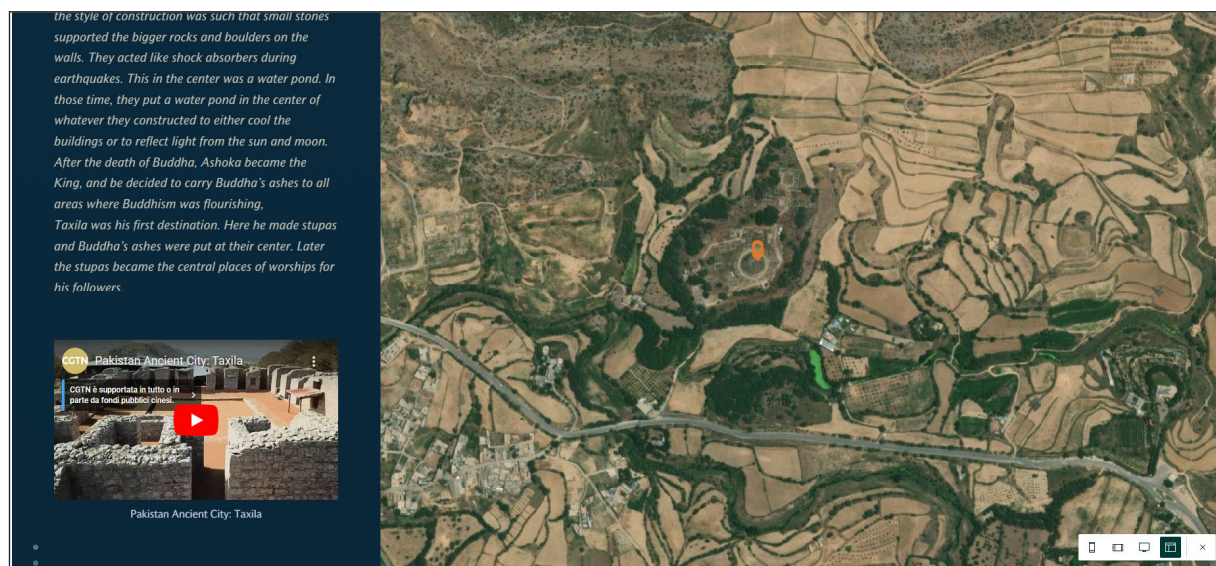 the style of construction was such that small stones
supported the bigger rocks and boulders on the
walls. They acted like shock absorbers during
earthquakes. This in the center was a water pond. In
those time, they put a water pond in the center of
whatever they constructed to either cool the
buildings or to reflect light from the sun and moon.
After the death of Buddha, Ashoka became the
King, and be decided to carry Buddha's ashes to all
areas where Buddhism was flourishing,
Taxila was his first destination. Here he made stupas
and Buddha's ashes were put at their center. Later
the stupas became the central places of worships for
his followers.
CGTN Pakistan Ancient City: Taxila
CGTN è supportata in tutto o in
parte da fondi pubblici cinesi.
Pakistan Ancient City: Taxila